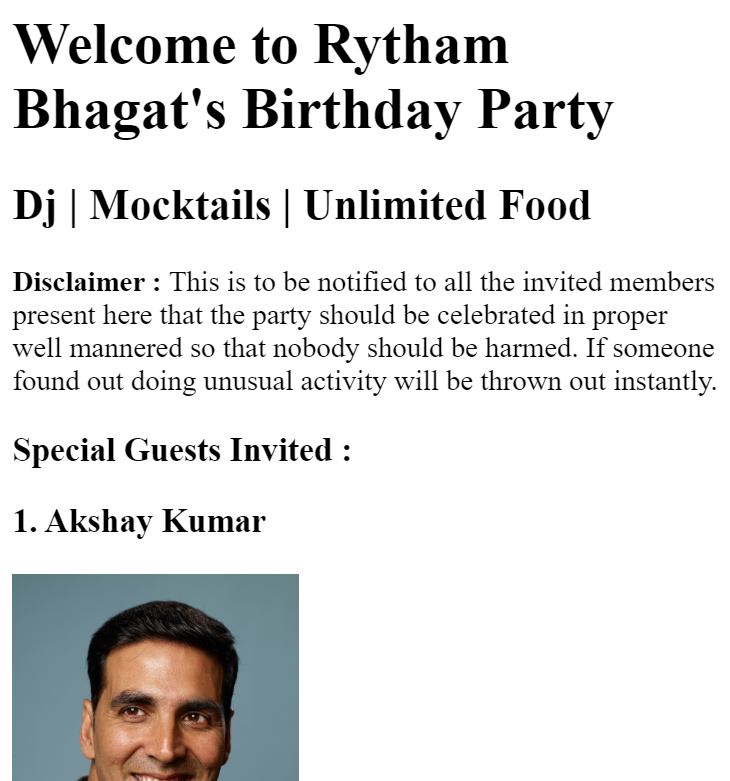 Welcome to Rytham
Bhagat's Birthday Party
Dj | Mocktails | Unlimited Food
Disclaimer : This is to be notified to all the invited members
present here that the party should be celebrated in proper
well mannered so that nobody should be harmed. If someone
found out doing unusual activity will be thrown out instantly.
Special Guests Invited :
1. Akshay Kumar